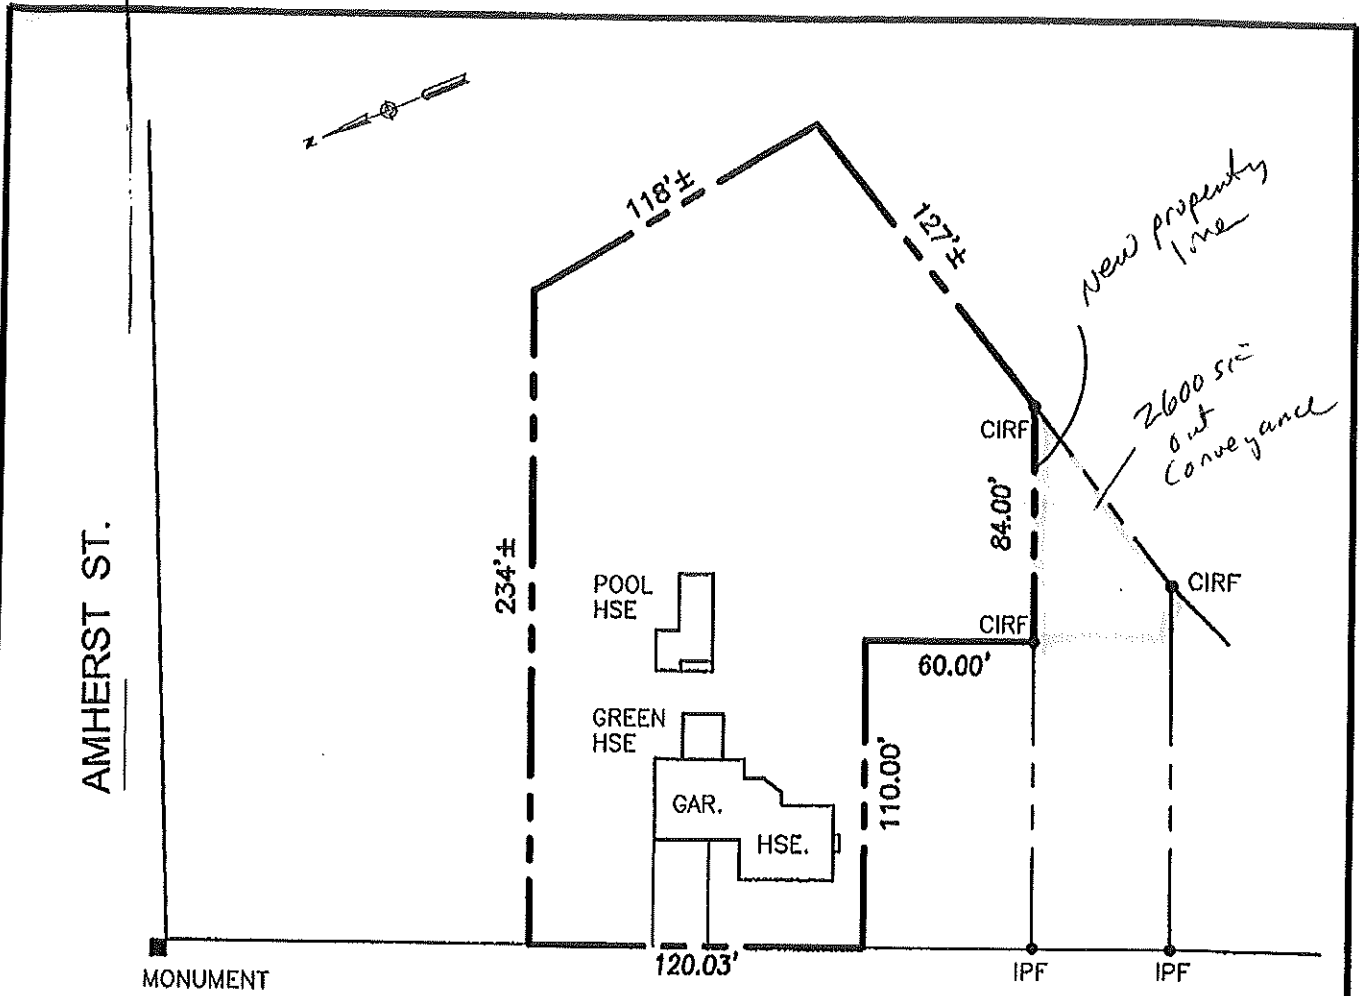 N
118'±
127'±
New property
line
2600 SF±
out
Conveyance
CIRF
84.00'
234'±
POOL
HSE
CIRF
CIRF
60.00'
AMHERST ST.
GREEN
HSE
110.00'
GAR.
HSE.
120.03'
MONUMENT
IPF
IPF